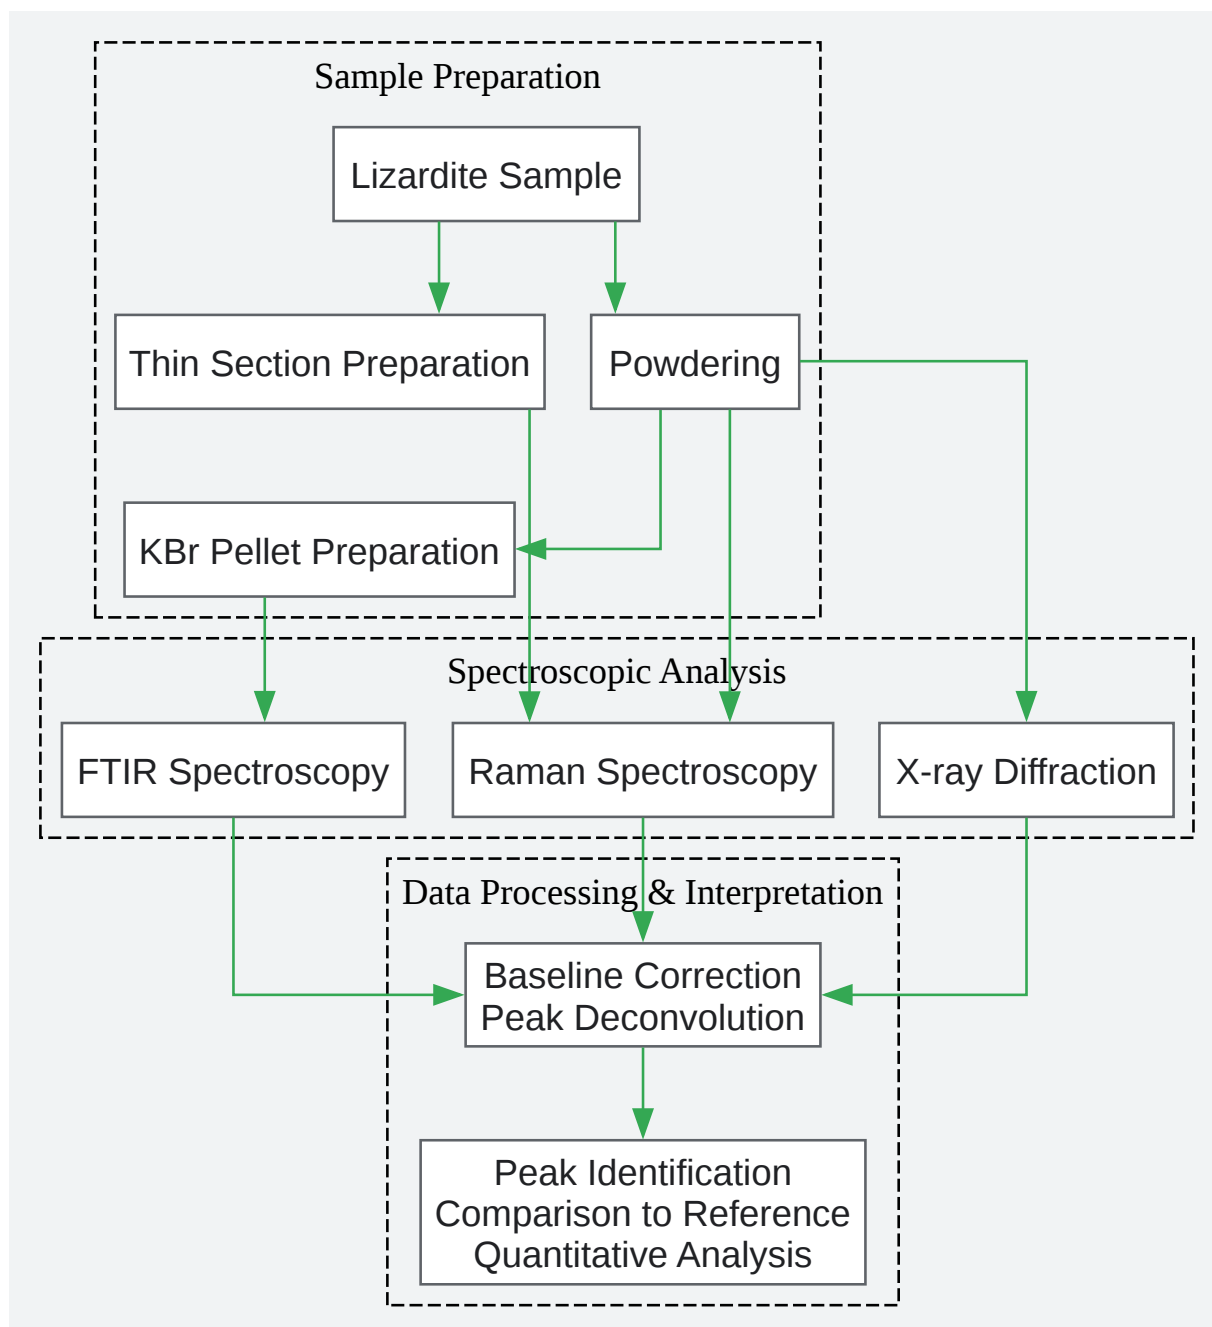 Sample Preparation
Lizardite Sample
Thin Section Preparation
Powdering
KBr Pellet Preparation
Spectroscopic Analysis
FTIR Spectroscopy
Raman Spectroscopy
X-ray Diffraction
Data Processing & Interpretation
Baseline Correction
Peak Deconvolution
Peak Identification
Comparison to Reference
Quantitative Analysis